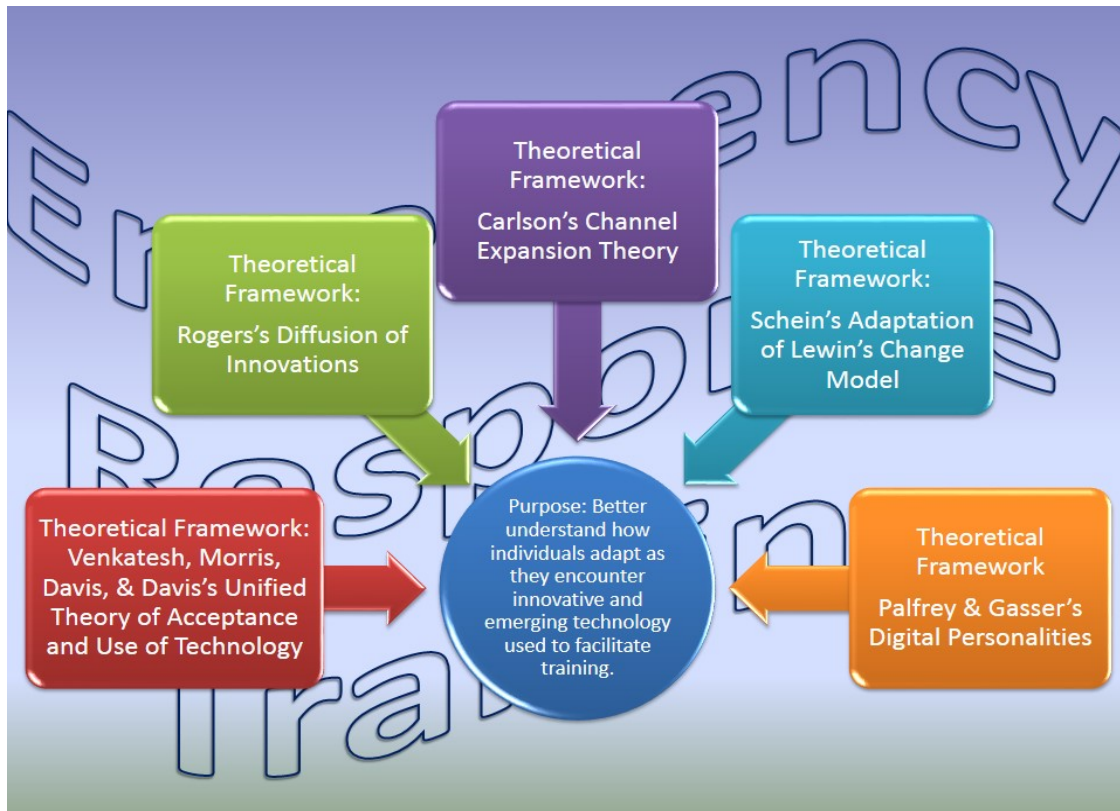 Emergency
Response
Training
Theoretical
Framework:
Carlson's Channel
Expansion Theory
Theoretical
Framework:
Rogers's Diffusion of
Innovations
Theoretical
Framework:
Schein's Adaptation
of Lewin's Change
Model
Theoretical Framework:
Venkatesh, Morris,
Davis, & Davis's Unified
Theory of Acceptance
and Use of Technology
Purpose: Better
understand how
individuals adapt as
they encounter
innovative and
emerging technology
used to facilitate
training.
Theoretical
Framework
Palfrey & Gasser's
Digital Personalities